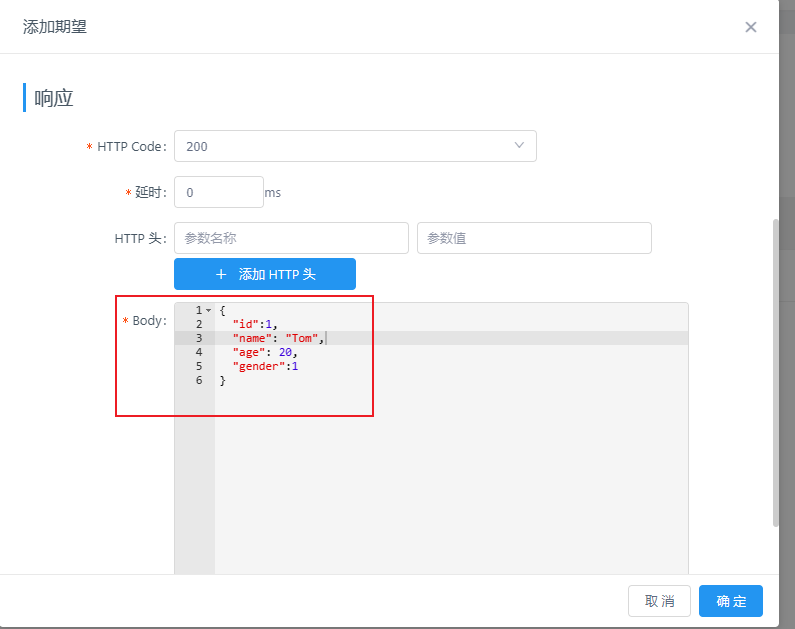 添加期望
响应
* HTTP Code: 200
* 延时: 0 ms
HTTP 头: 参数名称 参数值
+ 添加 HTTP 头
* Body:
1 {
2 "id":1,
3 "name": "Tom",
4 "age": 20,
5 "gender":1
6 }
取 消 确 定